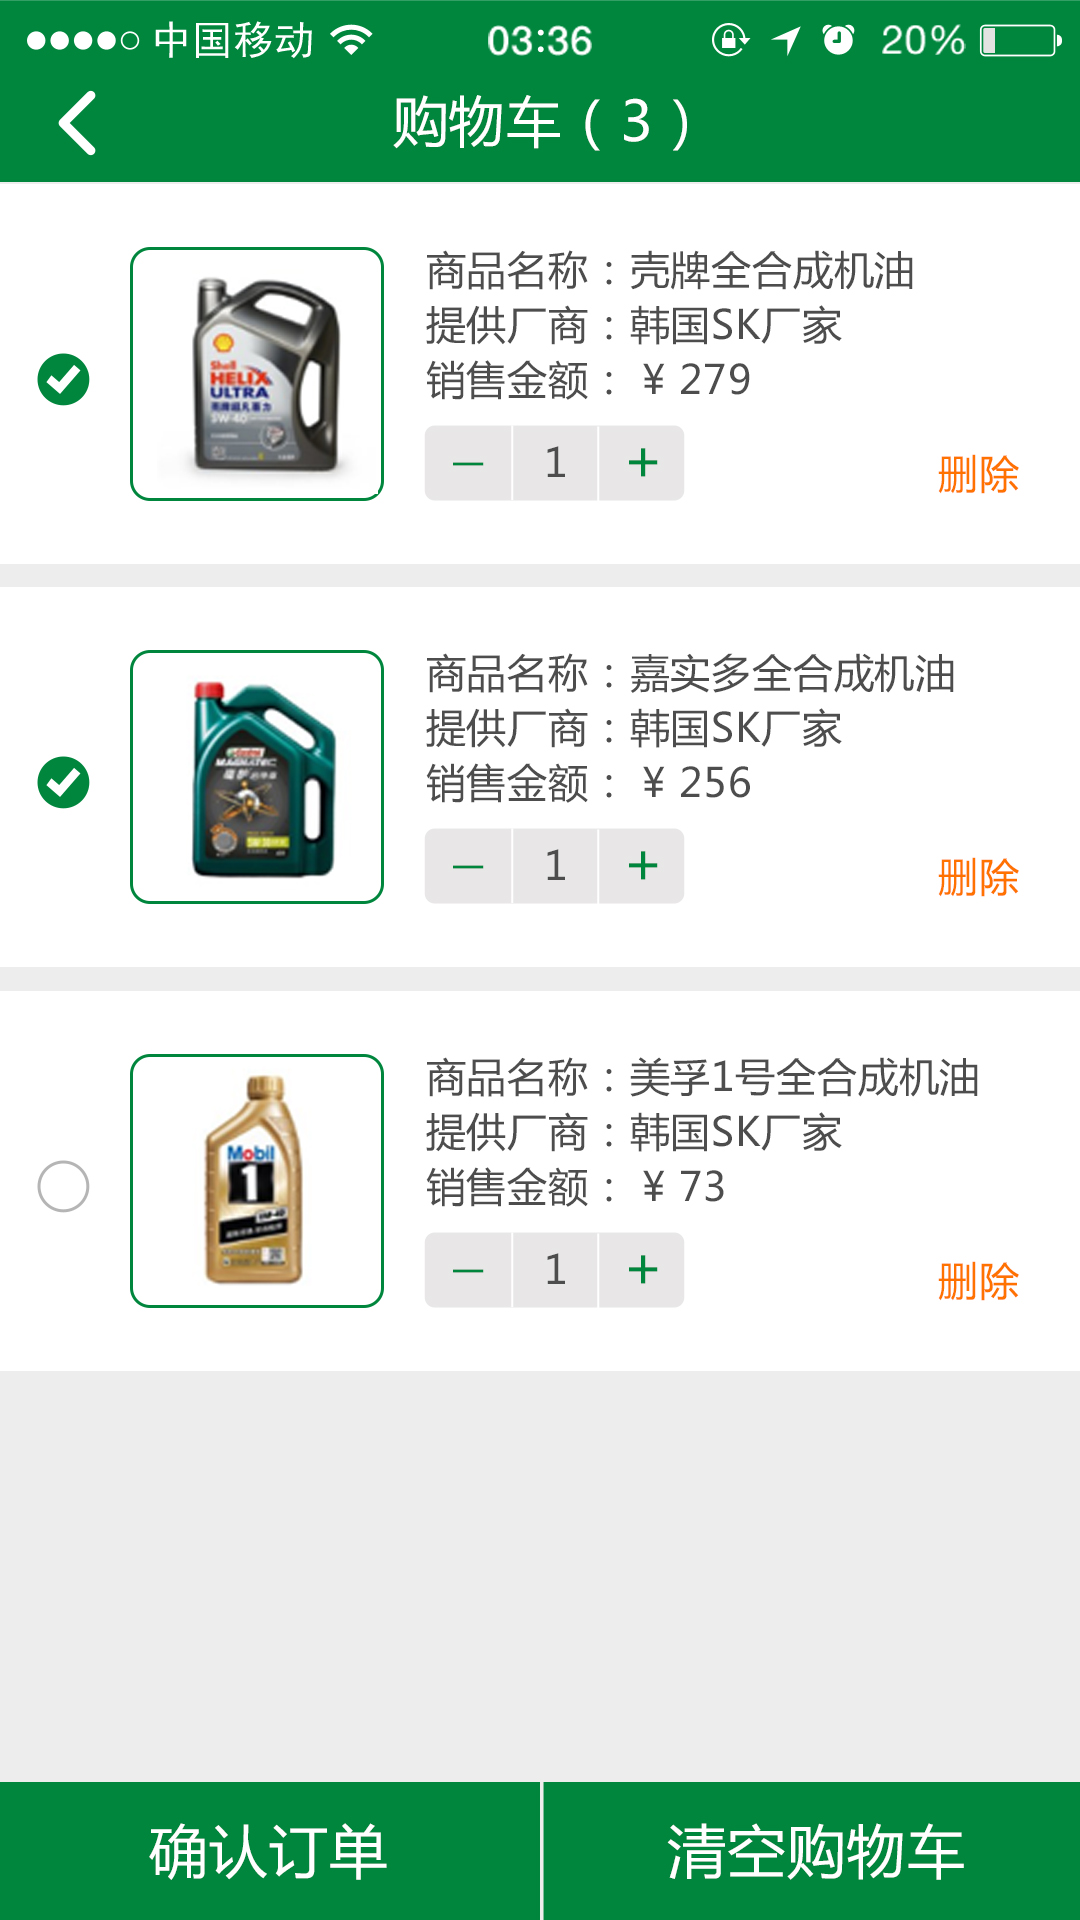 中国移动 03:36 20%
购物车（3）
商品名称：壳牌全合成机油
提供厂商：韩国SK厂家
销售金额：￥279
Shell
HELIX
ULTRA
5W-40
1
删除
商品名称：嘉实多全合成机油
提供厂商：韩国SK厂家
销售金额：￥256
Castrol
MAGNATEC
1
删除
商品名称：美孚1号全合成机油
提供厂商：韩国SK厂家
销售金额：￥73
Mobil
1
1
删除
确认订单 清空购物车